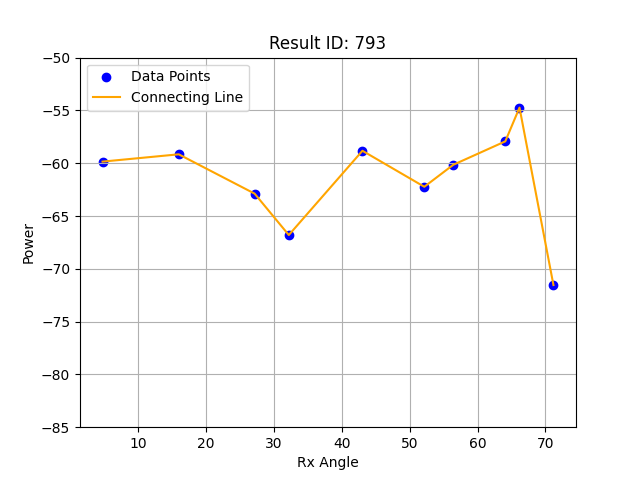 Result ID: 793
Data Points
Connecting Line
Power
−50
−55
−60
−65
−70
−75
−80
−85
10 20 30 40 50 60 70
Rx Angle